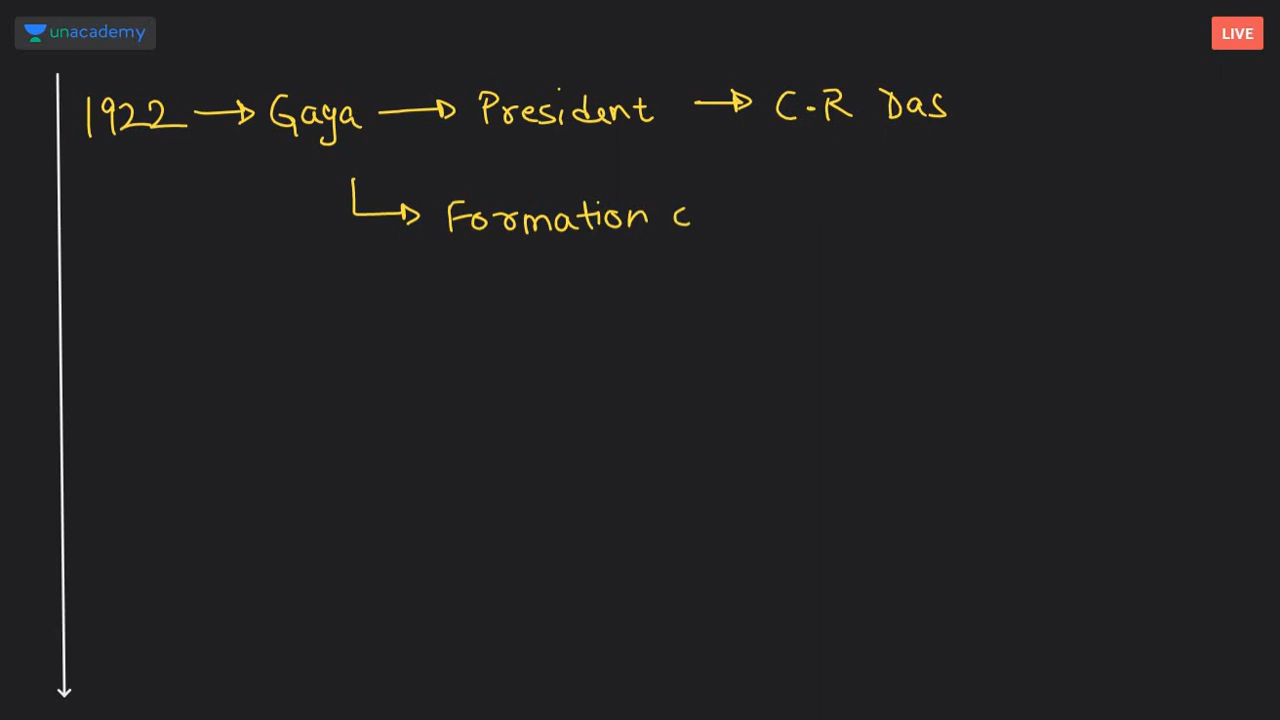 unacademy
LIVE
1922 → Gaya → President → C-R Das
↳ Formation c